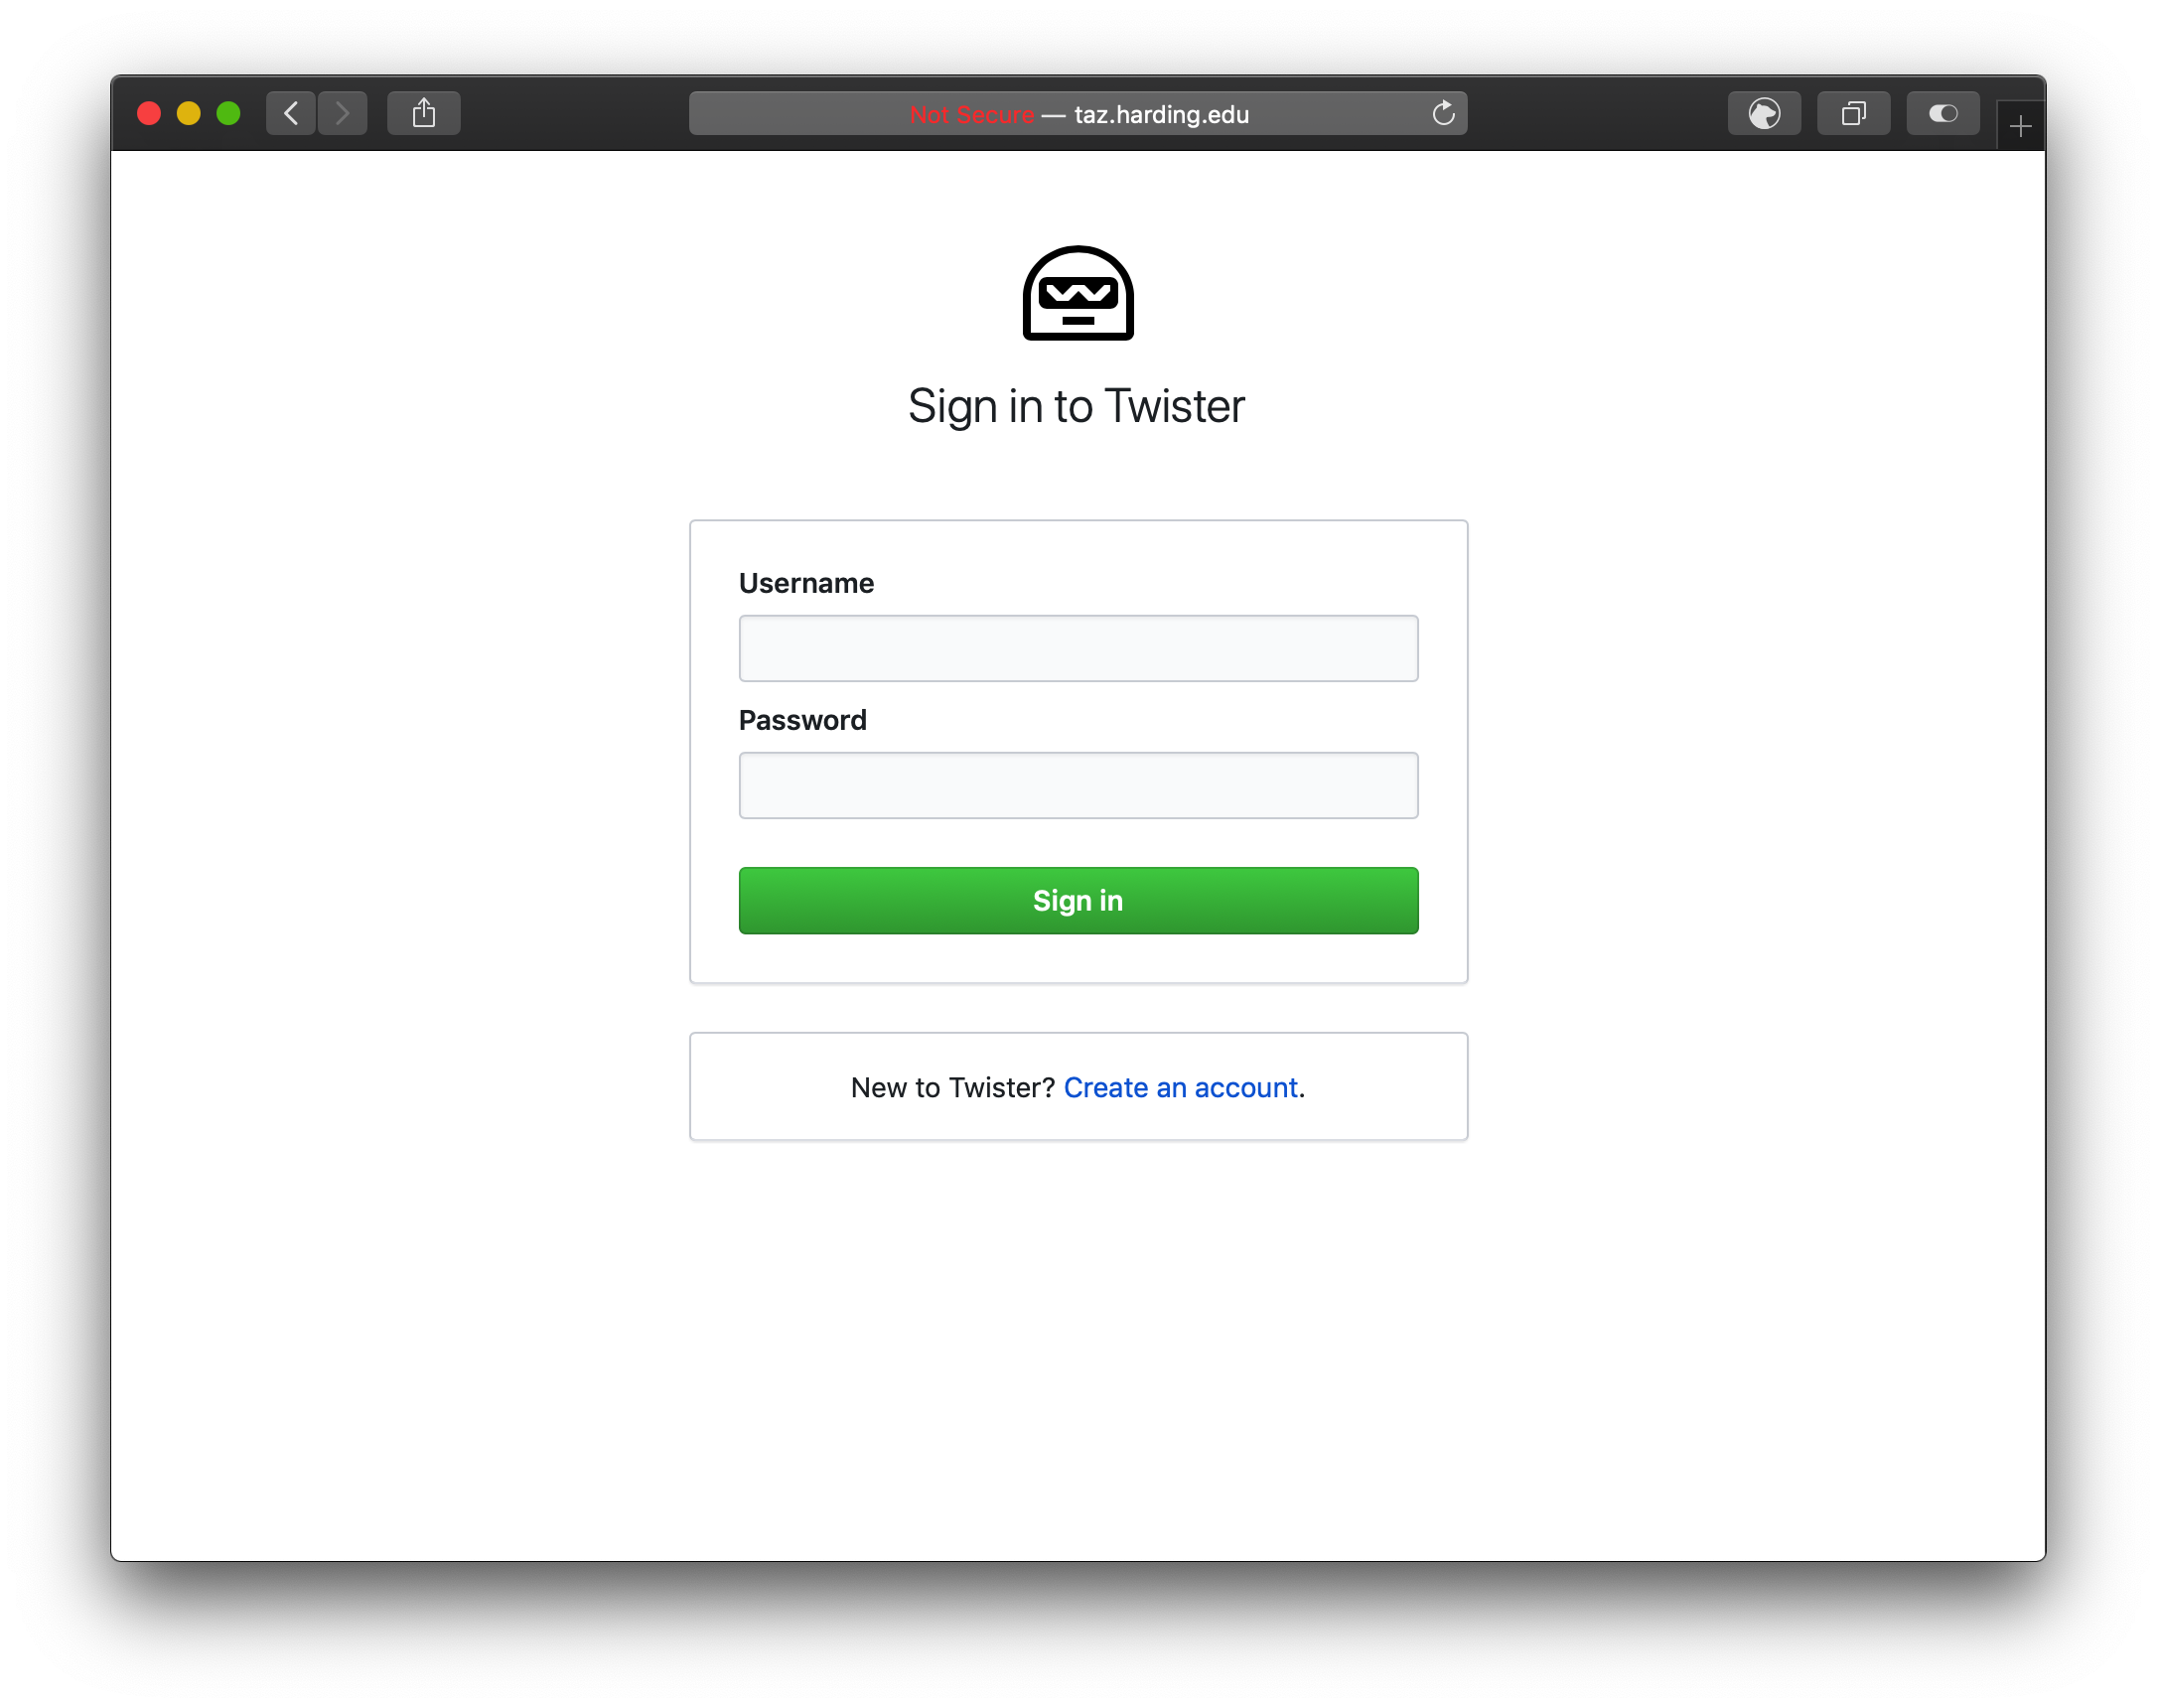 Not Secure — taz.harding.edu
Sign in to Twister
Username
Password
Sign in
New to Twister? Create an account.